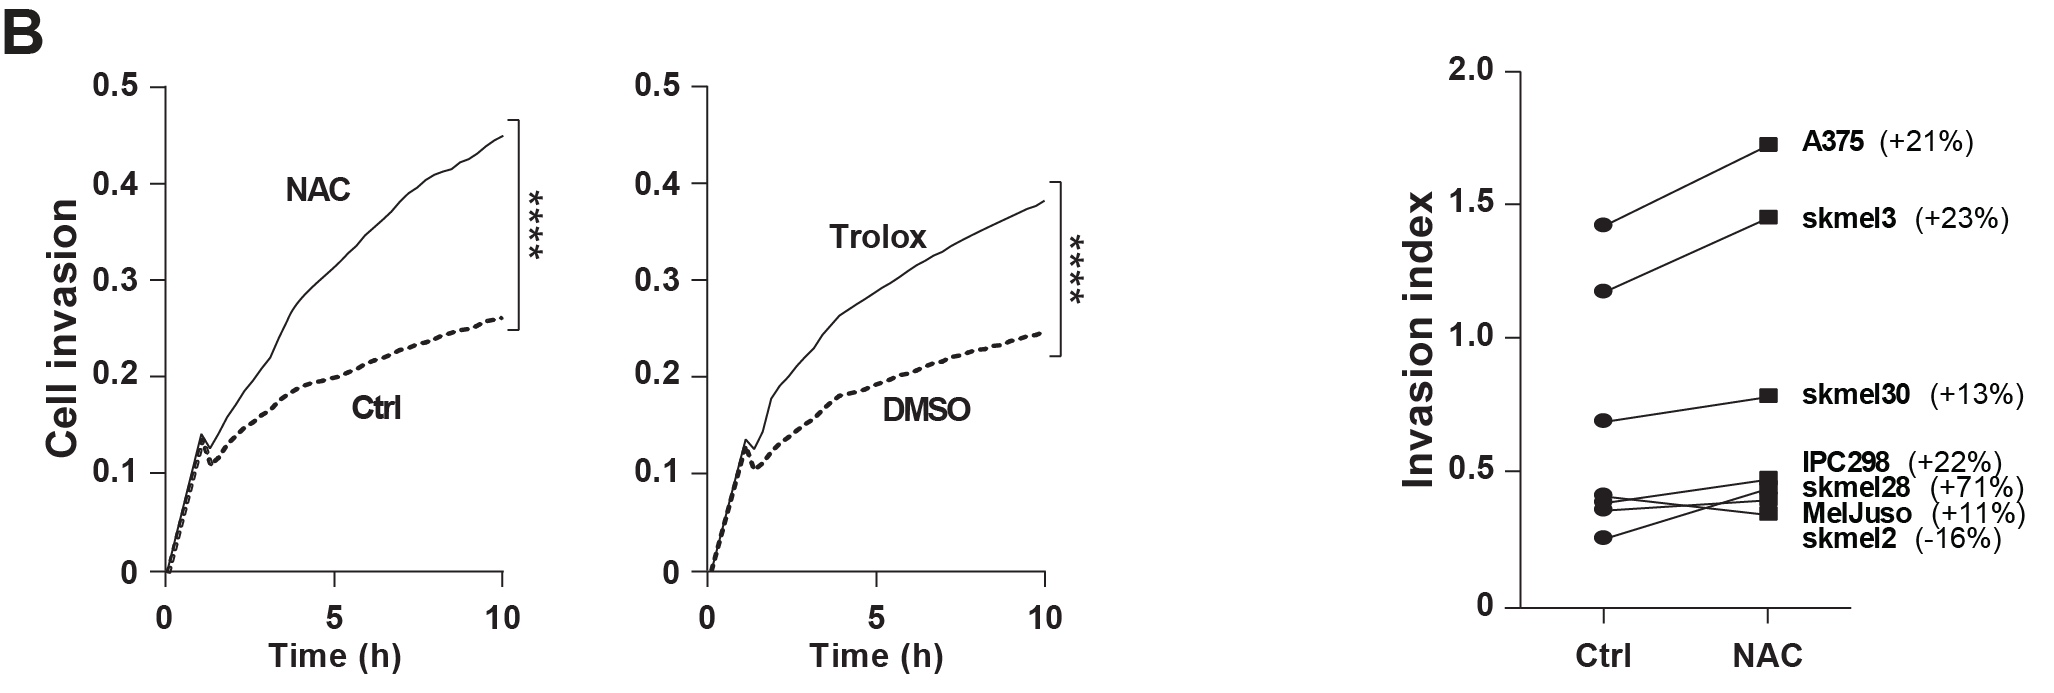 B
Cell invasion
0.5
0.4
0.3
0.2
0.1
0
NAC
Ctrl
****
0
5
10
Time (h)
0.5
0.4
0.3
0.2
0.1
0
Trolox
DMSO
****
0
5
10
Time (h)
Invasion index
2.0
1.5
1.0
0.5
0
A375 (+21%)
skmel3 (+23%)
skmel30 (+13%)
IPC298 (+22%)
skmel28 (+71%)
MelJuso (+11%)
skmel2 (-16%)
Ctrl
NAC